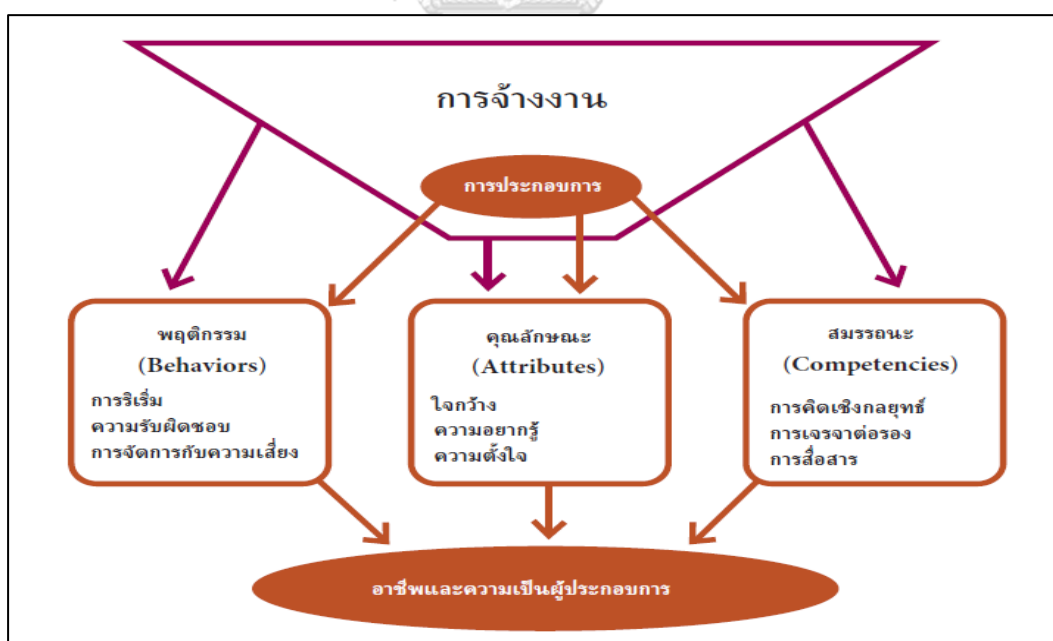 การจ้างงาน
การประกอบการ
พฤติกรรม
(Behaviors)
การริเริ่ม
ความรับผิดชอบ
การจัดการกับความเสี่ยง
คุณลักษณะ
(Attributes)
ใจกว้าง
ความอยากรู้
ความตั้งใจ
สมรรถนะ
(Competencies)
การคิดเชิงกลยุทธ์
การเจรจาต่อรอง
การสื่อสาร
อาชีพและความเป็นผู้ประกอบการ